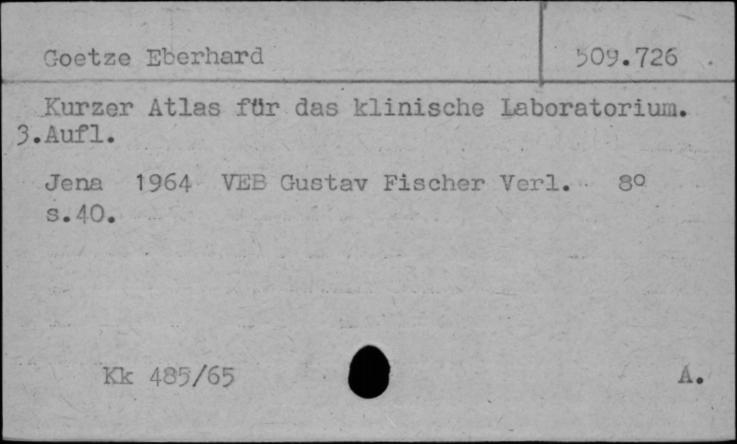 Goetze Eberhard 509.726
Kurzer Atlas für das klinische Laboratorium.
3.Aufl.
Jena 1964 VEB Gustav Fischer Verl. 8º
s.40.
Kk 485/65 A.